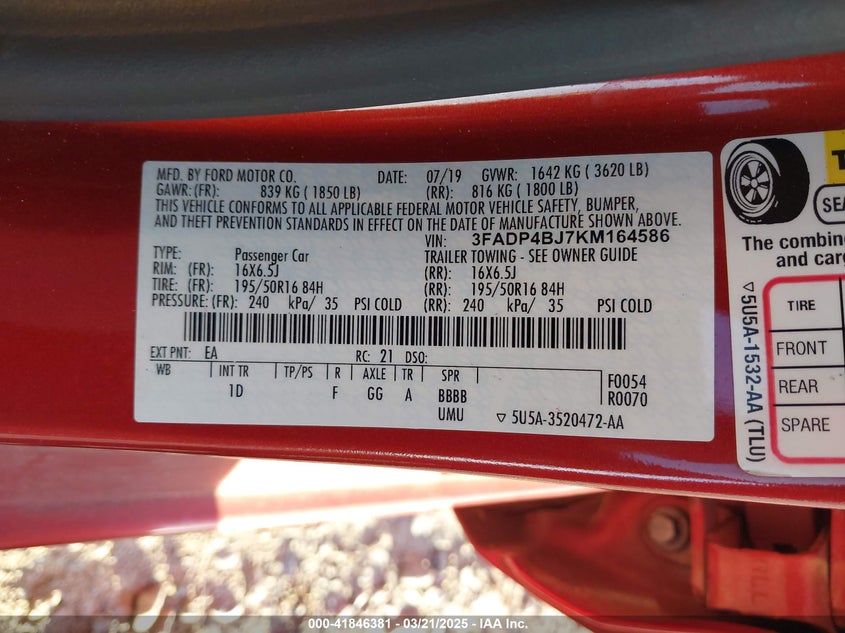 MFD. BY FORD MOTOR CO. DATE: 07/19 GVWR: 1642 KG ( 3620 LB)
GAWR: (FR): 839 KG ( 1850 LB) (RR): 816 KG ( 1800 LB)
THIS VEHICLE CONFORMS TO ALL APPLICABLE FEDERAL MOTOR VEHICLE SAFETY, BUMPER,
AND THEFT PREVENTION STANDARDS IN EFFECT ON THE DATE OF MANUFACTURE SHOWN ABOVE.
VIN: 3FADP4BJ7KM164586
TYPE: Passenger Car TRAILER TOWING - SEE OWNER GUIDE
RIM: (FR): 16X6.5J (RR): 16X6.5J
TIRE: (FR): 195/50R16 84H (RR): 195/50R16 84H
PRESSURE: (FR): 240 kPa/ 35 PSI COLD (RR): 240 kPa/ 35 PSI COLD
EXT PNT: EA RC: 21 DSO:
WB INT TR TP/PS R AXLE TR SPR F0054
1D F GG A BBBB R0070
UMU ▽ 5U5A-3520472-AA
The combin
and carg
TIRE
FRONT
REAR
SPARE
▽5U5A-1532-AA (TLU)
000-41846381 - 03/21/2025 - IAA Inc.